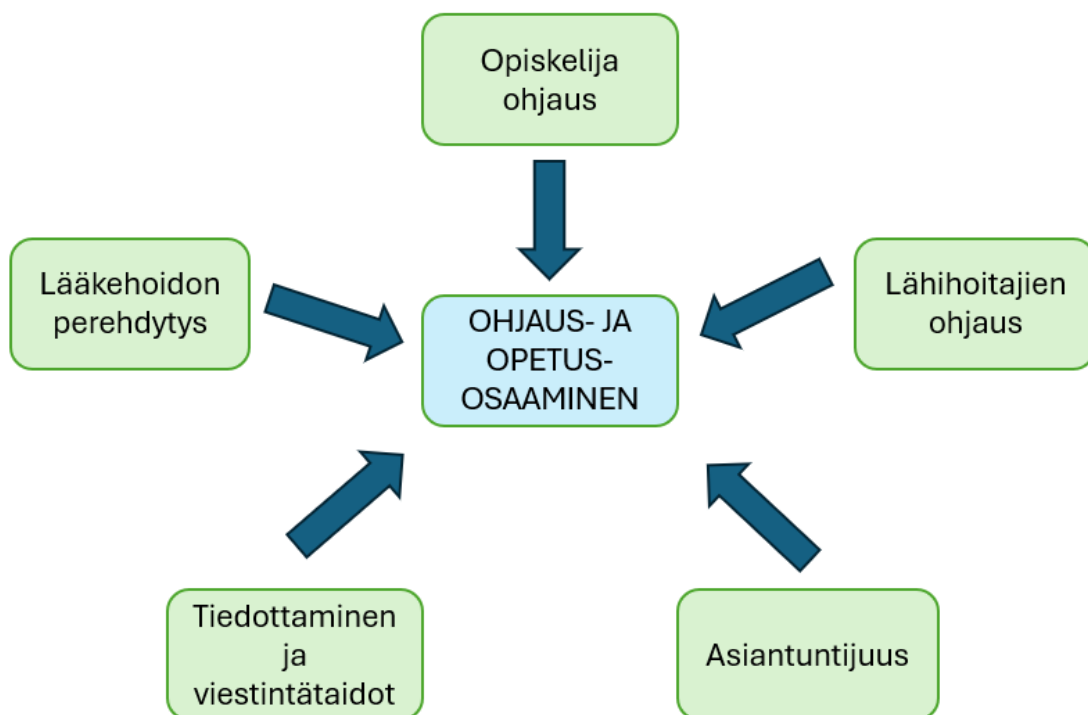 Opiskelija
ohjaus
Lääkehoidon
perehdytys
Lähihoitajien
ohjaus
OHJAUS- JA
OPETUS-
OSAAMINEN
Tiedottaminen
ja
viestintätaidot
Asiantuntijuus